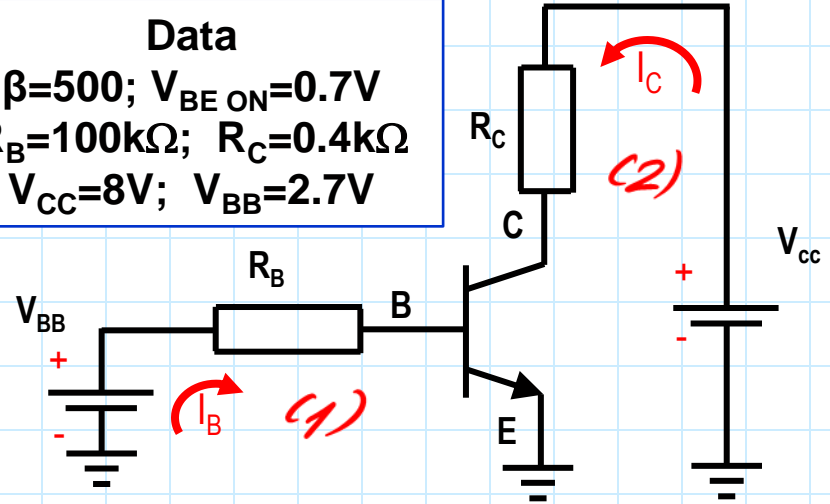 Data
β=500; V_BE ON=0.7V
R_B=100kΩ; R_C=0.4kΩ
V_CC=8V; V_BB=2.7V
I_C
R_C
(2)
C
V_cc
R_B
V_BB
B
+
-
+
-
I_B
(1)
E